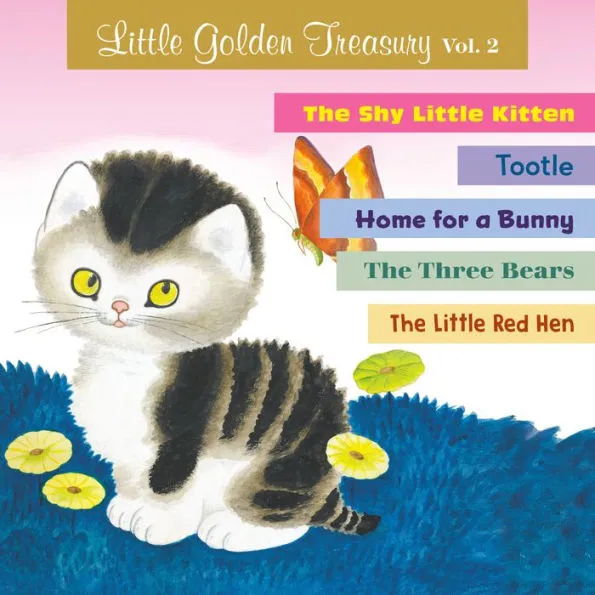 Little Golden Treasury Vol. 2
The Shy Little Kitten
Tootle
Home for a Bunny
The Three Bears
The Little Red Hen